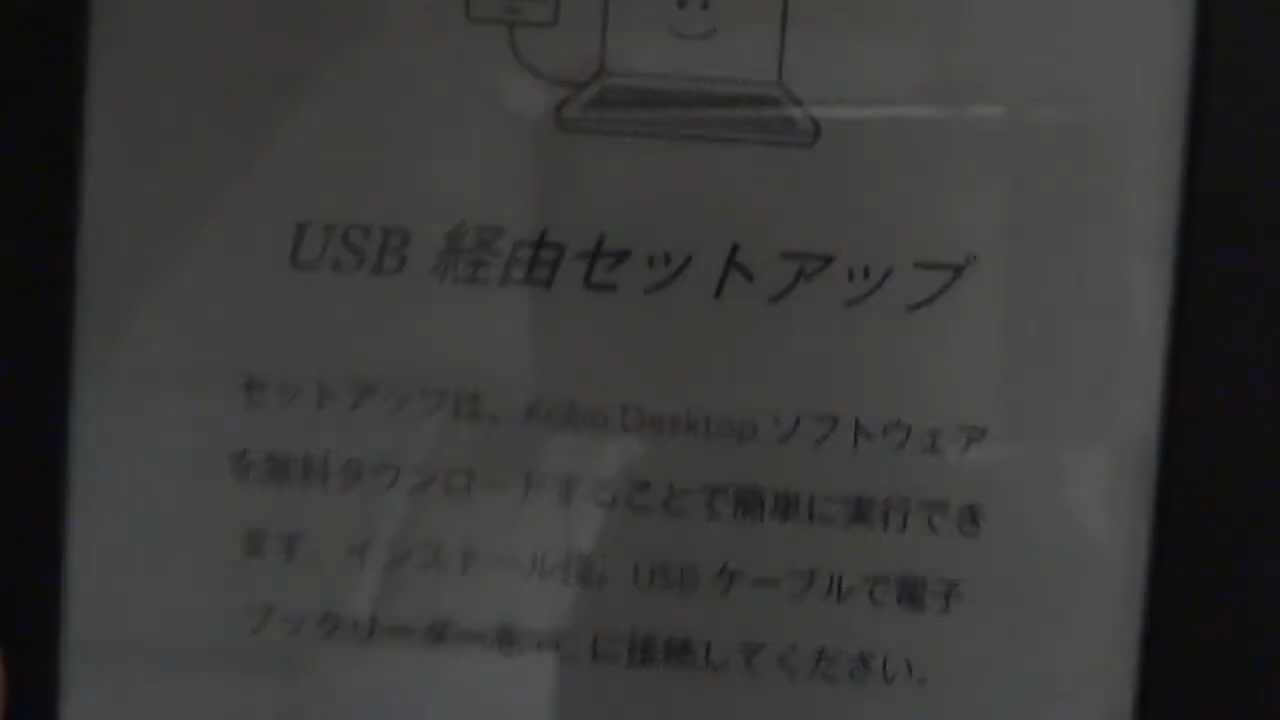 USB 経由セットアップ
セットアップは、Kobo Desktop ソフトウェア
を無料ダウンロードすることで簡単に実行でき
ます。インストール後、USB ケーブルで電子
ブックリーダーを PC に接続してください。